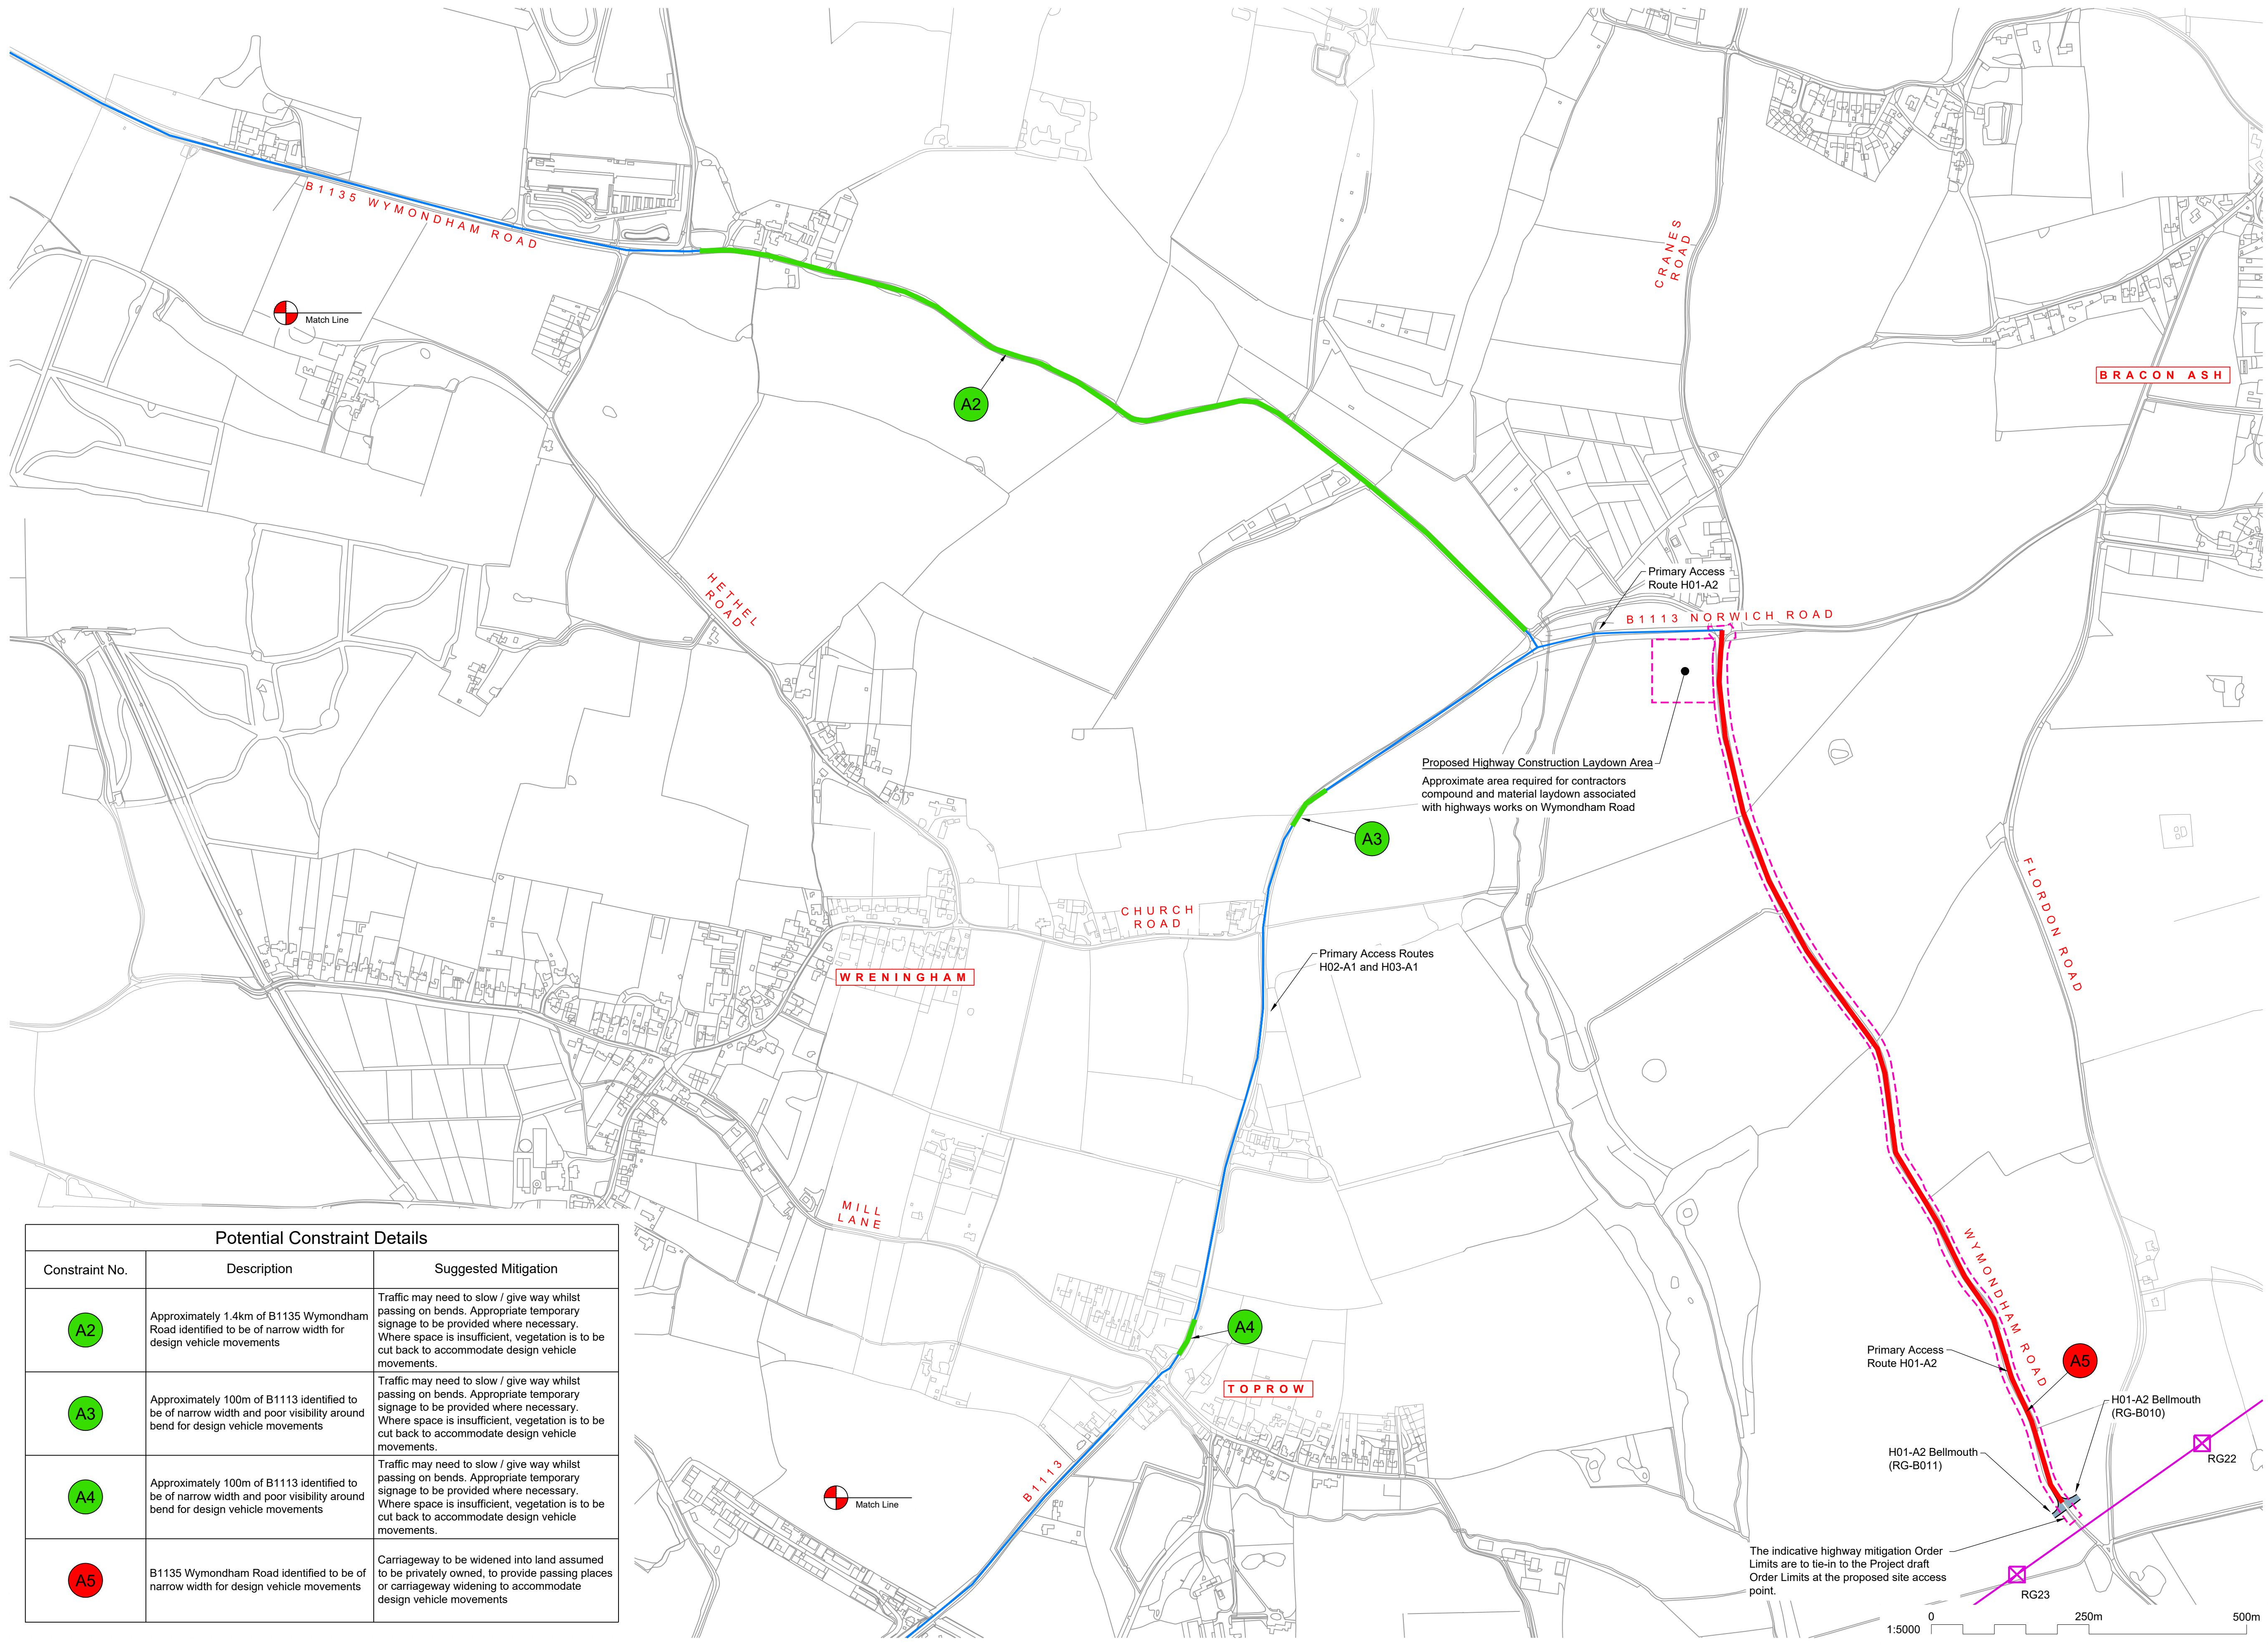 B1135 WYMONDHAM ROAD
Match Line
A2
CRANES
ROAD
BRACON ASH
HETHEL
ROAD
Primary Access
Route H01-A2
B1113 NORWICH ROAD
Proposed Highway Construction Laydown Area
Approximate area required for contractors
compound and material laydown associated
with highways works on Wymondham Road
A3
FLORDON ROAD
CHURCH
ROAD
Primary Access Routes
H02-A1 and H03-A1
WRENINGHAM
MILL
LANE
A4
TOPROW
WYMONDHAM ROAD
Primary Access
Route H01-A2
A5
H01-A2 Bellmouth
(RG-B010)
H01-A2 Bellmouth
(RG-B011)
RG22
B1113
Match Line
The indicative highway mitigation Order
Limits are to tie-in to the Project draft
Order Limits at the proposed site access
point.
RG23
0 250m 500m
1:5000
Potential Constraint Details
Constraint No. Description Suggested Mitigation
A2
Approximately 1.4km of B1135 Wymondham
Road identified to be of narrow width for
design vehicle movements
Traffic may need to slow / give way whilst
passing on bends. Appropriate temporary
signage to be provided where necessary.
Where space is insufficient, vegetation is to be
cut back to accommodate design vehicle
movements.
A3
Approximately 100m of B1113 identified to
be of narrow width and poor visibility around
bend for design vehicle movements
Traffic may need to slow / give way whilst
passing on bends. Appropriate temporary
signage to be provided where necessary.
Where space is insufficient, vegetation is to be
cut back to accommodate design vehicle
movements.
A4
Approximately 100m of B1113 identified to
be of narrow width and poor visibility around
bend for design vehicle movements
Traffic may need to slow / give way whilst
passing on bends. Appropriate temporary
signage to be provided where necessary.
Where space is insufficient, vegetation is to be
cut back to accommodate design vehicle
movements.
A5
B1135 Wymondham Road identified to be of
narrow width for design vehicle movements
Carriageway to be widened into land assumed
to be privately owned, to provide passing places
or carriageway widening to accommodate
design vehicle movements